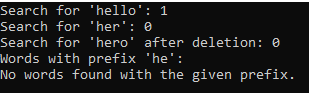 Search for 'hello': 1
Search for 'her': 0
Search for 'hero' after deletion: 0
Words with prefix 'he':
No words found with the given prefix.